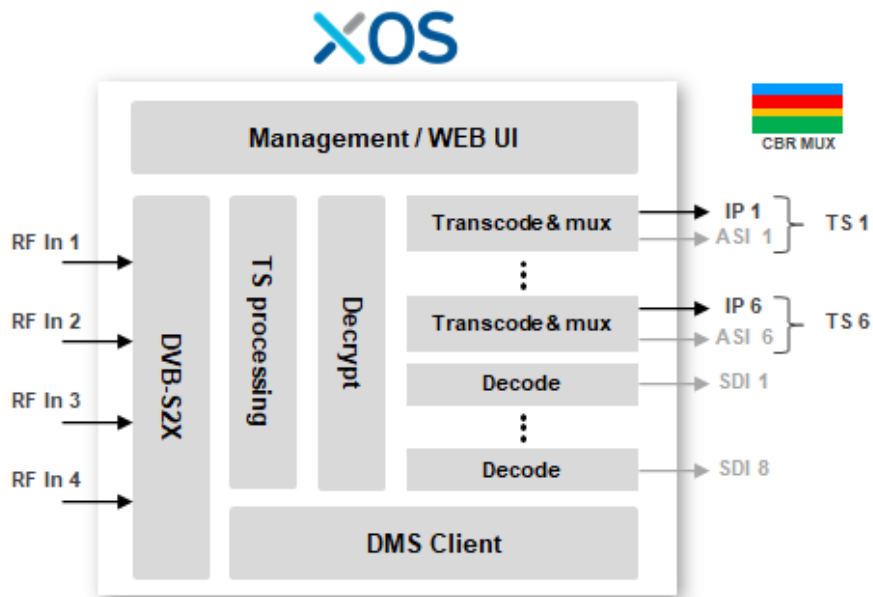 XOS
Management / WEB UI
CBR MUX
RF In 1
RF In 2
RF In 3
RF In 4
DVB-S2X
TS processing
Decrypt
Transcode & mux
IP 1
ASI 1
TS 1
Transcode & mux
IP 6
ASI 6
TS 6
Decode
SDI 1
Decode
SDI 8
DMS Client